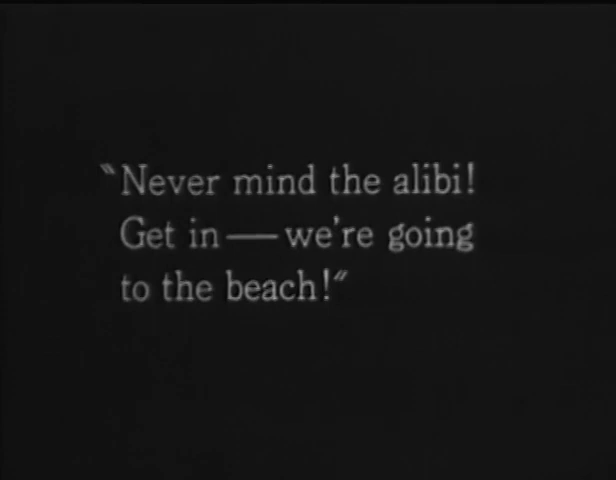 "Never mind the alibi!
Get in — we're going
to the beach!"